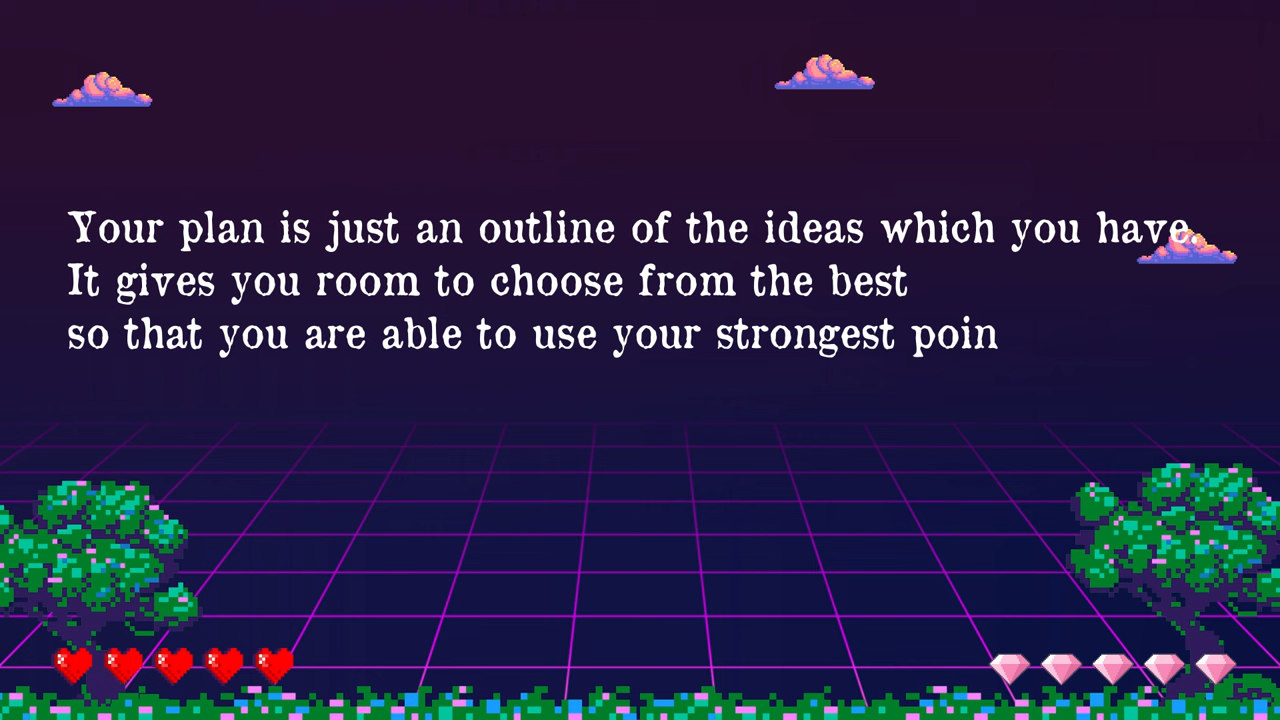 Your plan is just an outline of the ideas which you have.
It gives you room to choose from the best
so that you are able to use your strongest poin